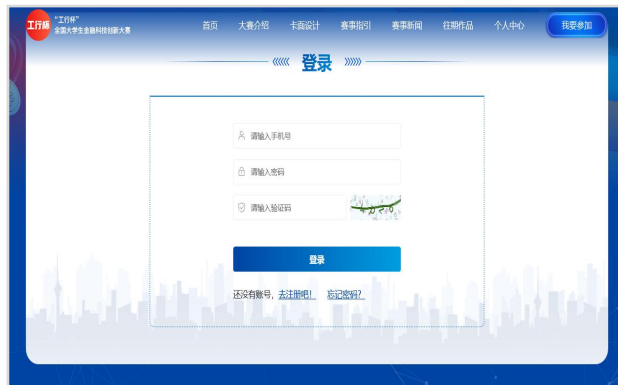 工行杯
“工行杯”
全国大学生金融科技创新大赛
首页 大赛介绍 卡面设计 赛事指引 赛事新闻 往期作品 个人中心 我要参加
登录
请输入手机号
请输入密码
请输入验证码
登录
还没有账号，去注册吧！ 忘记密码？